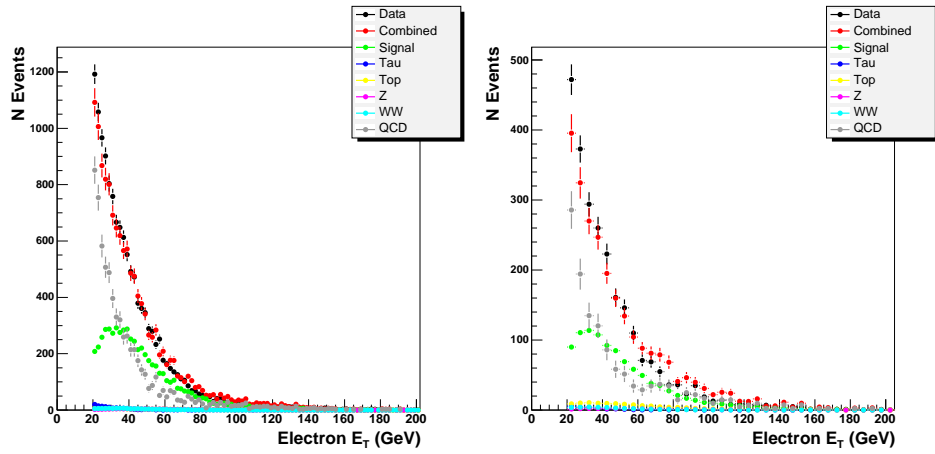 Data
Combined
Signal
Tau
Top
Z
WW
QCD
N Events
1200
1000
800
600
400
200
0
0 20 40 60 80 100 120 140 160 180 200
Electron E_T (GeV)
Data
Combined
Signal
Tau
Top
Z
WW
QCD
N Events
500
400
300
200
100
0
0 20 40 60 80 100 120 140 160 180 200
Electron E_T (GeV)